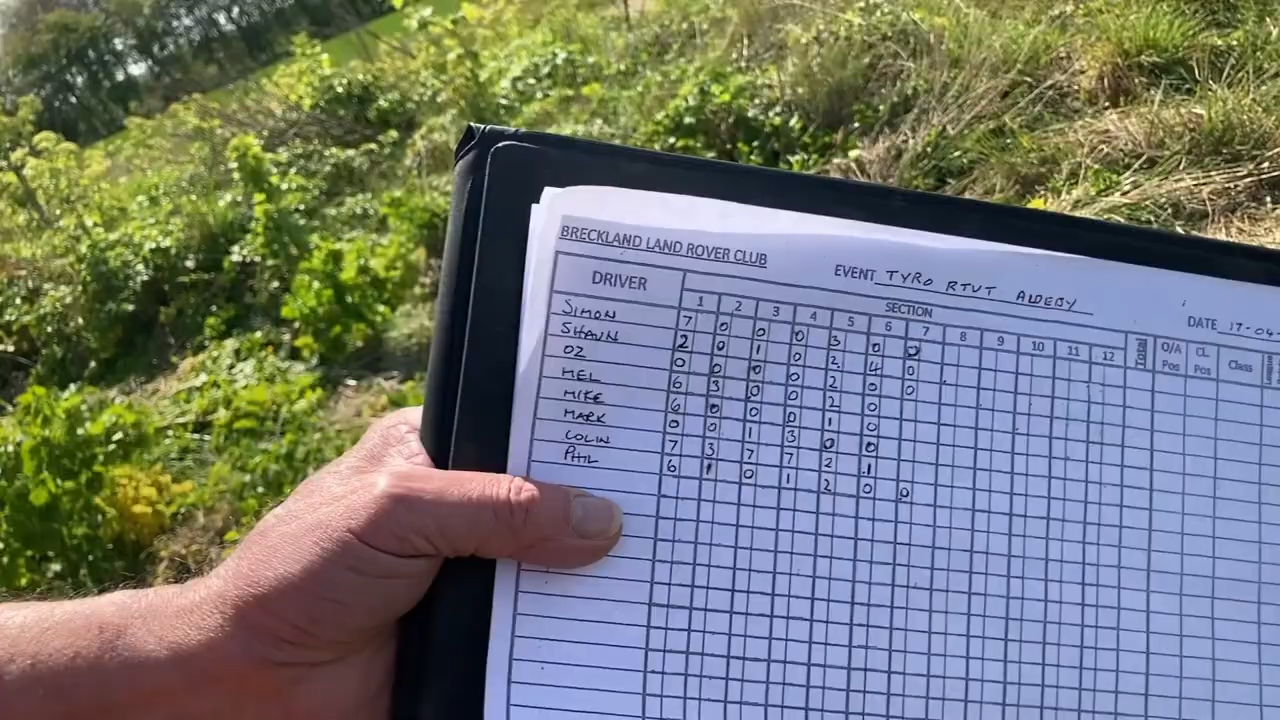 BRECKLAND LAND ROVER CLUB
EVENT TYRO RTVT ALDEBY
DATE 17-04
DRIVER SECTION
1 2 3 4 5 6 7 8 9 10 11 12 Total O/A Pos CL Pos Class
SIMON 7 0 0 0 3 0 0
SHAUN 2 0 1 0 2 4 0
OZ 0 0 0 0 2 0 0
MEL 6 3 0 0 2 0
MIKE 6 0 0 0 1 0
MARK 0 0 1 3 0 0
COLIN 7 3 7 7 2 1
PHIL 6 1 0 1 2 0 0